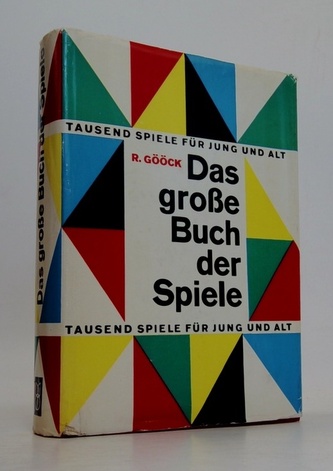 Das große Buch der Spiele
TAUSEND SPIELE FÜR JUNG UND ALT
R. GÖÖCK
Das
große
Buch
der
Spiele
TAUSEND SPIELE FÜR JUNG UND ALT